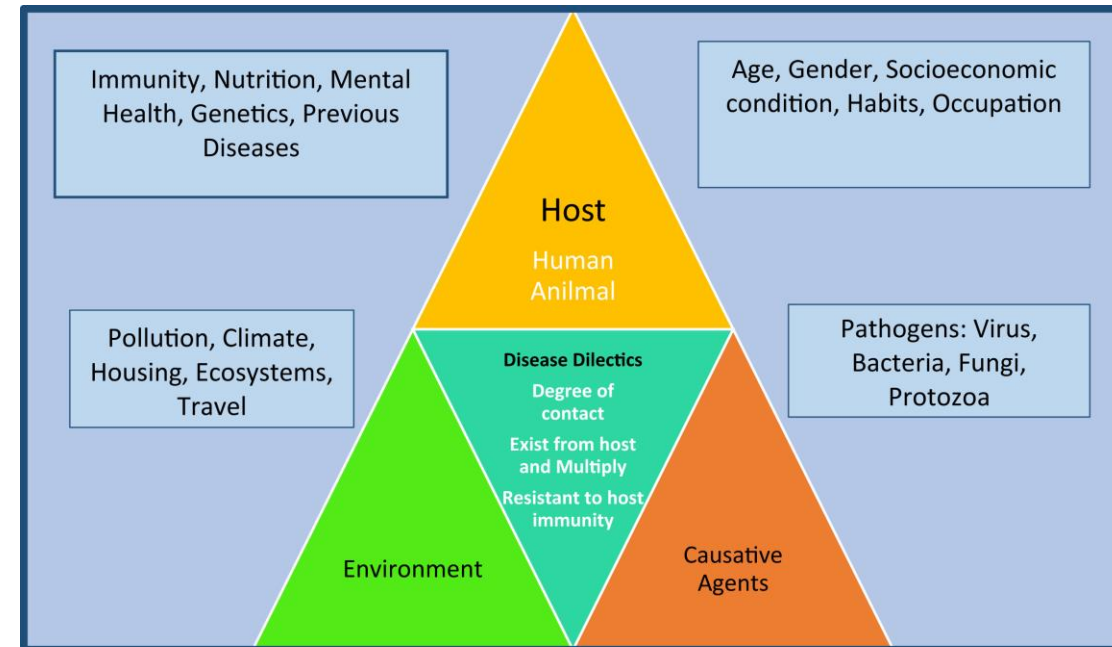 Immunity, Nutrition, Mental
Health, Genetics, Previous
Diseases
Age, Gender, Socioeconomic
condition, Habits, Occupation
Host
Human
Anilmal
Pollution, Climate,
Housing, Ecosystems,
Travel
Pathogens: Virus,
Bacteria, Fungi,
Protozoa
Disease Dilectics
Degree of
contact
Exist from host
and Multiply
Resistant to host
immunity
Environment
Causative
Agents